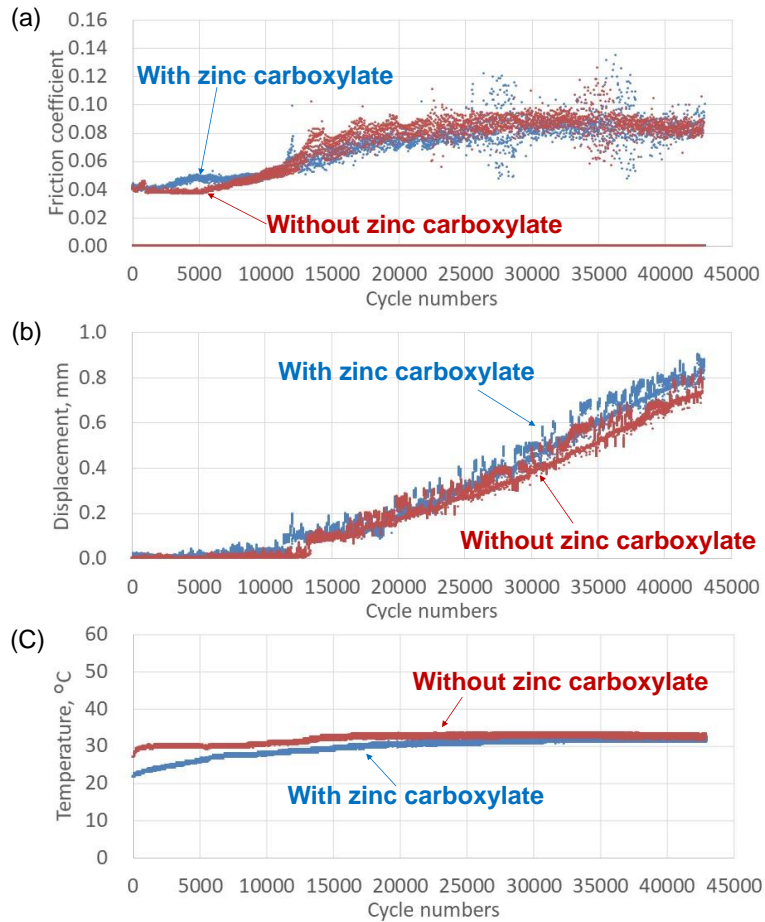 (a)
0.16
0.14
0.12
0.10
0.08
0.06
0.04
0.02
0.00
Friction coefficient
With zinc carboxylate
Without zinc carboxylate
0 5000 10000 15000 20000 25000 30000 35000 40000 45000
Cycle numbers
(b)
1.0
0.8
0.6
0.4
0.2
0.0
Displacement, mm
With zinc carboxylate
Without zinc carboxylate
0 5000 10000 15000 20000 25000 30000 35000 40000 45000
Cycle numbers
(C)
60
50
40
30
20
10
0
Temperature, °C
Without zinc carboxylate
With zinc carboxylate
0 5000 10000 15000 20000 25000 30000 35000 40000 45000
Cycle numbers